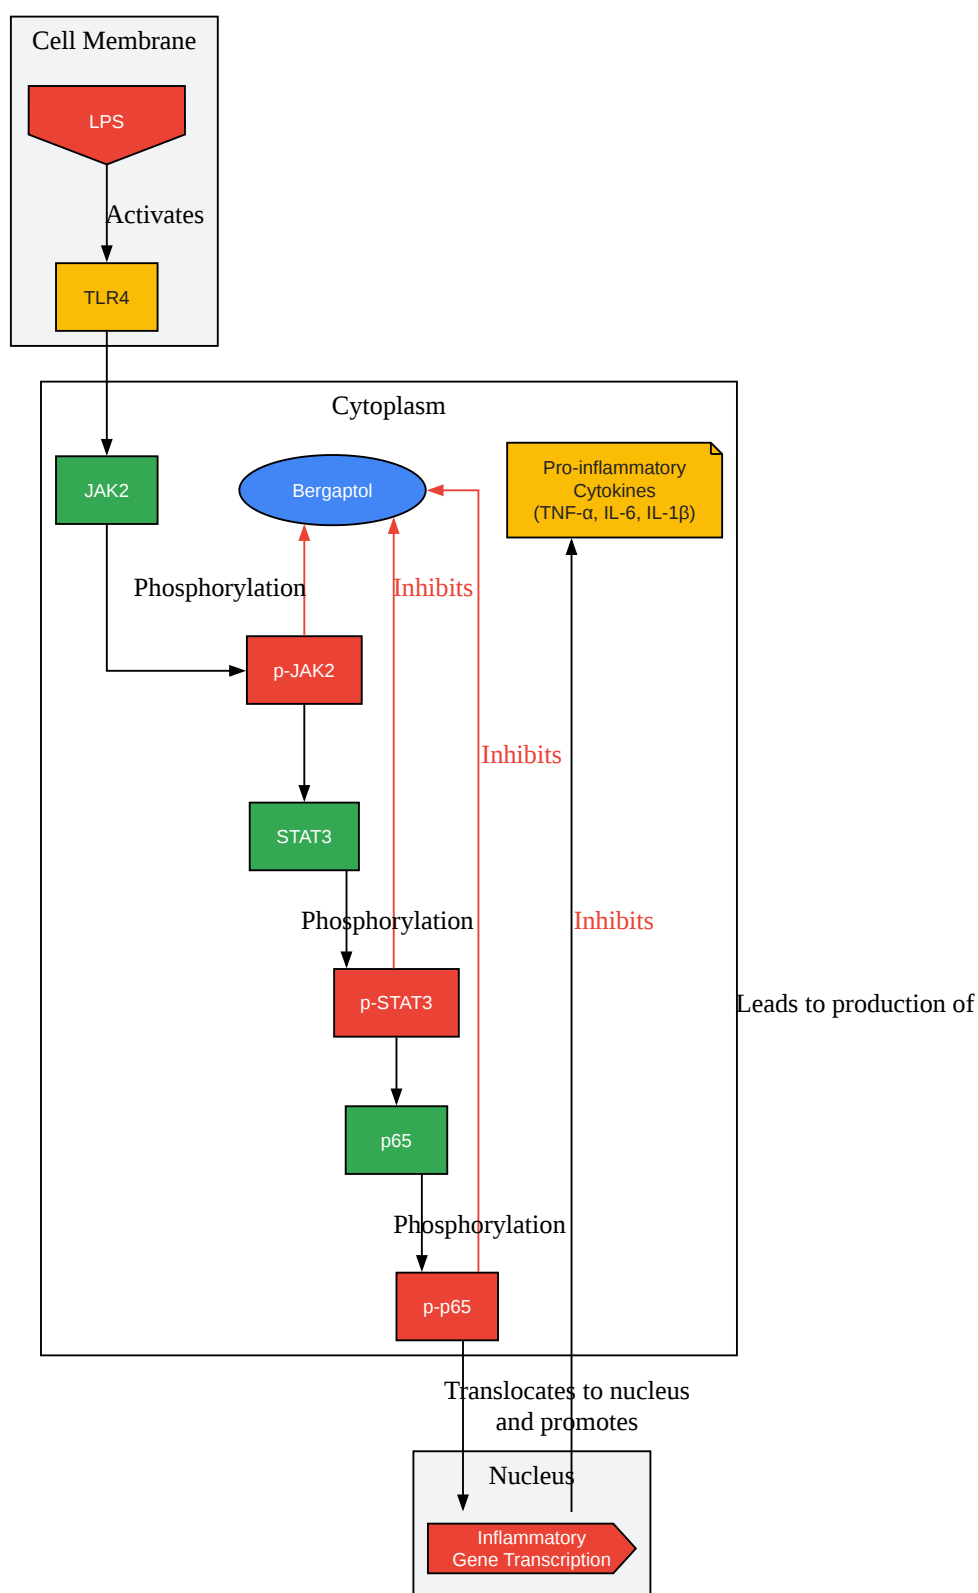 Cell Membrane
LPS
Activates
TLR4
Cytoplasm
JAK2
Bergaptol
Pro-inflammatory
Cytokines
(TNF-α, IL-6, IL-1β)
Phosphorylation
Inhibits
p-JAK2
Inhibits
STAT3
Phosphorylation
Inhibits
p-STAT3
Leads to production of
p65
Phosphorylation
p-p65
Translocates to nucleus
and promotes
Nucleus
Inflammatory
Gene Transcription